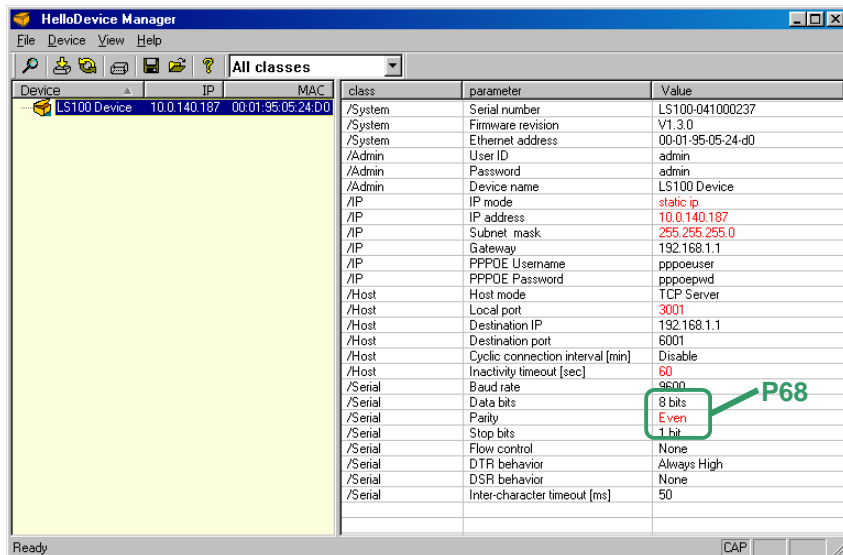 HelloDevice Manager
File Device View Help
All classes
Device IP MAC
LS100 Device 10.0.140.187 00:01:95:05:24:D0
class parameter Value
/System Serial number LS100-041000237
/System Firmware revision V1.3.0
/System Ethernet address 00-01-95-05-24-d0
/Admin User ID admin
/Admin Password admin
/Admin Device name LS100 Device
/IP IP mode static ip
/IP IP address 10.0.140.187
/IP Subnet mask 255.255.255.0
/IP Gateway 192.168.1.1
/IP PPPOE Username pppoeuser
/IP PPPOE Password pppoepwd
/Host Host mode TCP Server
/Host Local port 3001
/Host Destination IP 192.168.1.1
/Host Destination port 6001
/Host Cyclic connection interval [min] Disable
/Host Inactivity timeout [sec] 60
/Serial Baud rate 9600
/Serial Data bits 8 bits
P68
/Serial Parity Even
/Serial Stop bits 1 bit
/Serial Flow control None
/Serial DTR behavior Always High
/Serial DSR behavior None
/Serial Inter-character timeout [ms] 50
Ready CAP